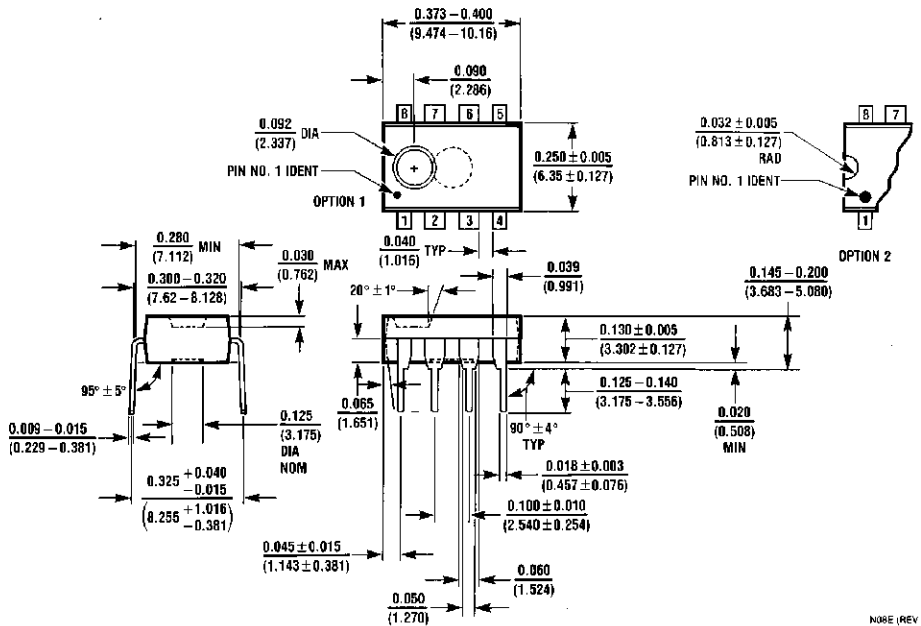 0.373 – 0.400
(9.474 – 10.16)
0.090
(2.286)
8 7 6 5
0.092 DIA
(2.337)
PIN NO. 1 IDENT
OPTION 1
0.250 ± 0.005
(6.35 ± 0.127)
1 2 3 4
8 7
0.032 ± 0.005
(0.813 ± 0.127)
RAD
PIN NO. 1 IDENT
1
OPTION 2
0.280 MIN
(7.112)
0.300 – 0.320
(7.62 – 8.128)
0.030 MAX
(0.762)
0.040 TYP
(1.016)
0.039
(0.991)
20° ± 1°
0.145 – 0.200
(3.683 – 5.080)
0.130 ± 0.005
(3.302 ± 0.127)
95° ± 5°
0.065
(1.651)
0.125 – 0.140
(3.175 – 3.556)
90° ± 4°
TYP
0.020
(0.508)
MIN
0.009 – 0.015
(0.229 – 0.381)
0.125
(3.175)
DIA
NOM
0.018 ± 0.003
(0.457 ± 0.076)
0.325 +0.040 −0.015
(8.255 +1.016 −0.381)
0.100 ± 0.010
(2.540 ± 0.254)
0.045 ± 0.015
(1.143 ± 0.381)
0.060
(1.524)
0.050
(1.270)
N08E (REV